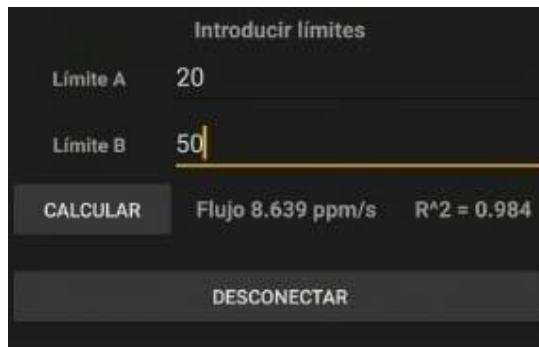 Introducir límites
Límite A 20
Límite B 50
CALCULAR Flujo 8.639 ppm/s R^2 = 0.984
DESCONECTAR